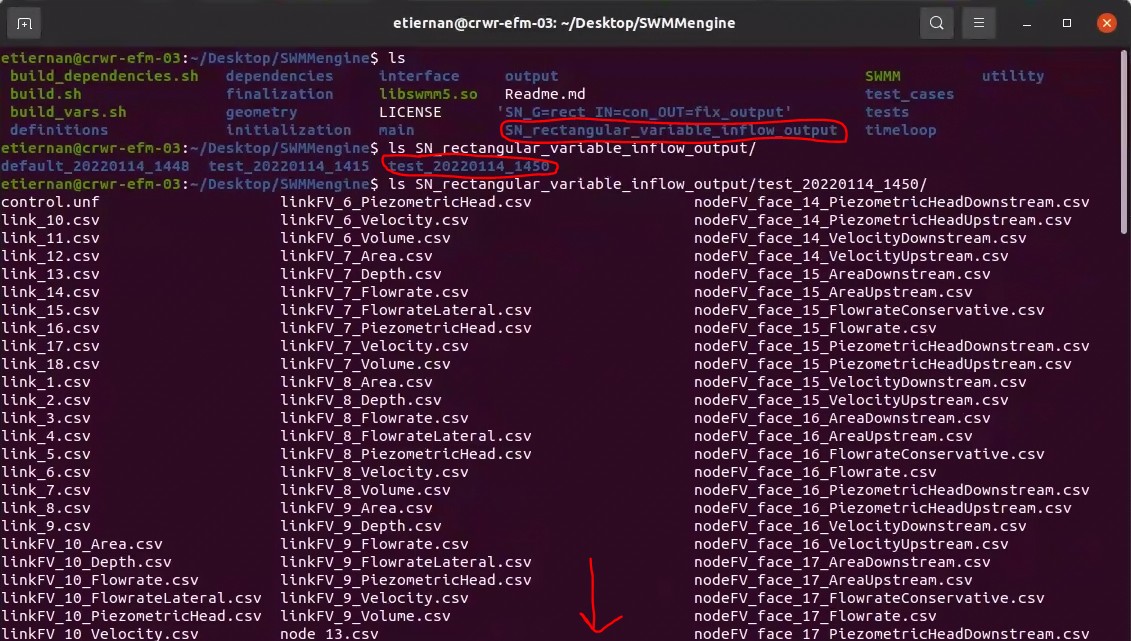 etiernan@crwr-efm-03: ~/Desktop/SWMMengine
etiernan@crwr-efm-03:~/Desktop/SWMMengine$ ls
build_dependencies.sh dependencies interface output SWMM utility
build.sh finalization libswmm5.so Readme.md test_cases
build_vars.sh geometry LICENSE 'SN_G=rect_IN=con_OUT=fix_output' tests
definitions initialization main SN_rectangular_variable_inflow_output timeloop
etiernan@crwr-efm-03:~/Desktop/SWMMengine$ ls SN_rectangular_variable_inflow_output/
default_20220114_1448 test_20220114_1415 test_20220114_1450
etiernan@crwr-efm-03:~/Desktop/SWMMengine$ ls SN_rectangular_variable_inflow_output/test_20220114_1450/
control.unf linkFV_6_PiezometricHead.csv nodeFV_face_14_PiezometricHeadDownstream.csv
link_10.csv linkFV_6_Velocity.csv nodeFV_face_14_PiezometricHeadUpstream.csv
link_11.csv linkFV_6_Volume.csv nodeFV_face_14_VelocityDownstream.csv
link_12.csv linkFV_7_Area.csv nodeFV_face_14_VelocityUpstream.csv
link_13.csv linkFV_7_Depth.csv nodeFV_face_15_AreaDownstream.csv
link_14.csv linkFV_7_Flowrate.csv nodeFV_face_15_AreaUpstream.csv
link_15.csv linkFV_7_FlowrateLateral.csv nodeFV_face_15_FlowrateConservative.csv
link_16.csv linkFV_7_PiezometricHead.csv nodeFV_face_15_Flowrate.csv
link_17.csv linkFV_7_Velocity.csv nodeFV_face_15_PiezometricHeadDownstream.csv
link_18.csv linkFV_7_Volume.csv nodeFV_face_15_PiezometricHeadUpstream.csv
link_1.csv linkFV_8_Area.csv nodeFV_face_15_VelocityDownstream.csv
link_2.csv linkFV_8_Depth.csv nodeFV_face_15_VelocityUpstream.csv
link_3.csv linkFV_8_Flowrate.csv nodeFV_face_16_AreaDownstream.csv
link_4.csv linkFV_8_FlowrateLateral.csv nodeFV_face_16_AreaUpstream.csv
link_5.csv linkFV_8_PiezometricHead.csv nodeFV_face_16_FlowrateConservative.csv
link_6.csv linkFV_8_Velocity.csv nodeFV_face_16_Flowrate.csv
link_7.csv linkFV_8_Volume.csv nodeFV_face_16_PiezometricHeadDownstream.csv
link_8.csv linkFV_9_Area.csv nodeFV_face_16_PiezometricHeadUpstream.csv
link_9.csv linkFV_9_Depth.csv nodeFV_face_16_VelocityDownstream.csv
linkFV_10_Area.csv linkFV_9_Flowrate.csv nodeFV_face_16_VelocityUpstream.csv
linkFV_10_Depth.csv linkFV_9_FlowrateLateral.csv nodeFV_face_17_AreaDownstream.csv
linkFV_10_Flowrate.csv linkFV_9_PiezometricHead.csv nodeFV_face_17_AreaUpstream.csv
linkFV_10_FlowrateLateral.csv linkFV_9_Velocity.csv nodeFV_face_17_FlowrateConservative.csv
linkFV_10_PiezometricHead.csv linkFV_9_Volume.csv nodeFV_face_17_Flowrate.csv
linkFV_10_Velocity.csv node_13.csv nodeFV_face_17_PiezometricHeadDownstream.csv